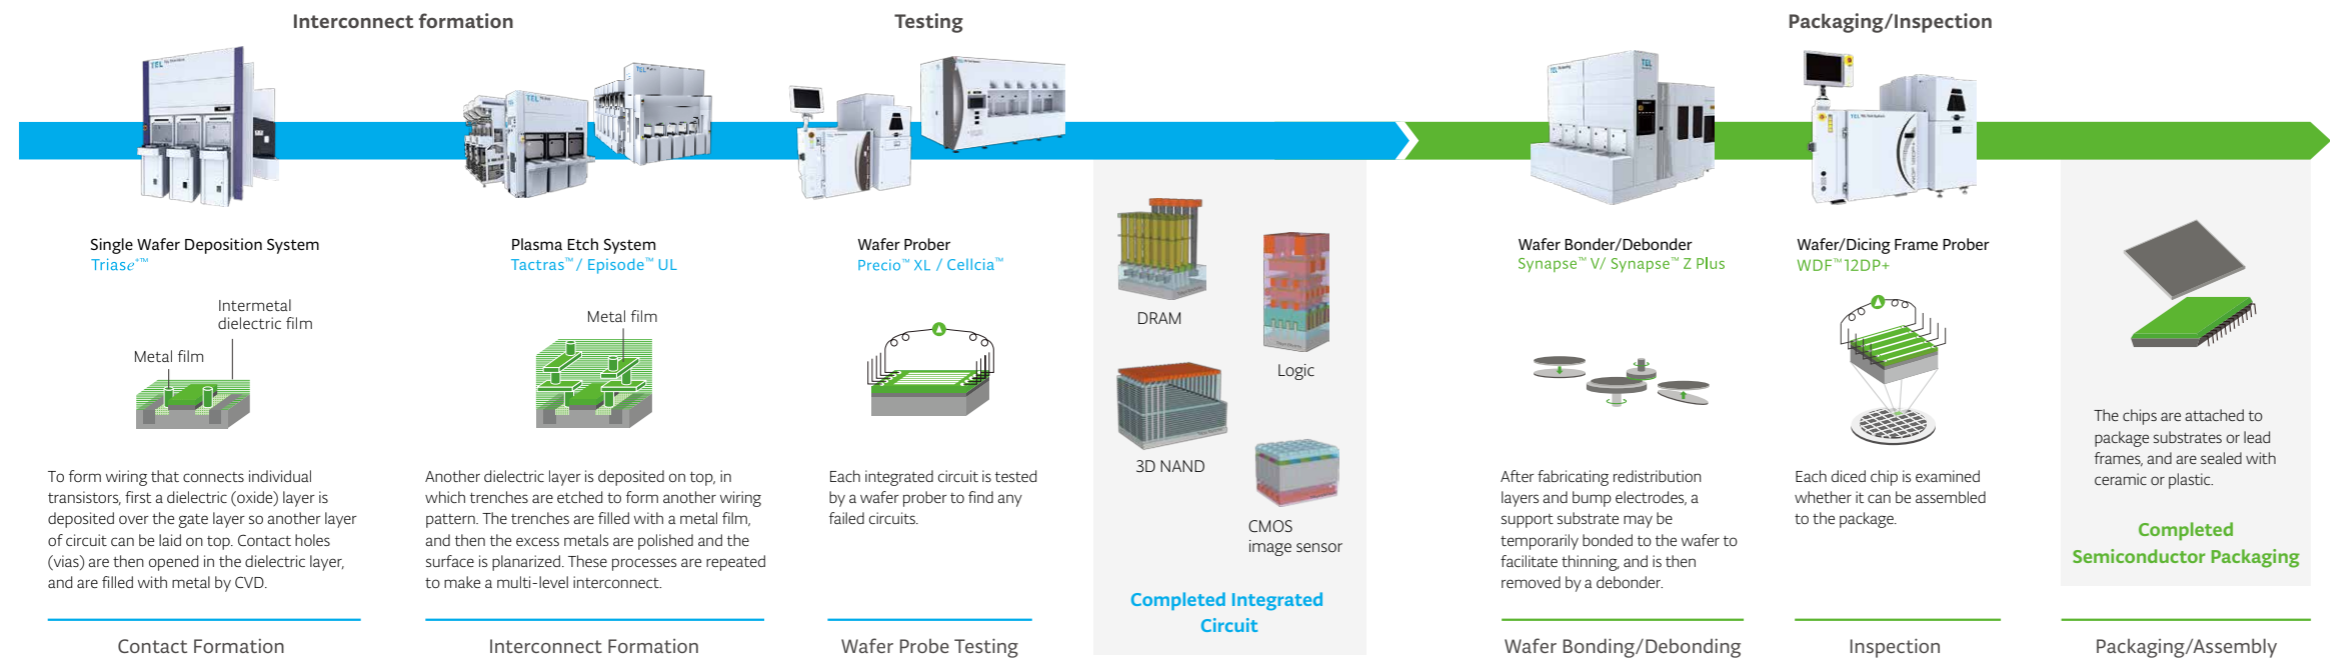 Interconnect formation
Testing
Packaging/Inspection
TEL
TEL
TEL
TEL
TEL
TEL
Single Wafer Deposition System
Triase+™
Plasma Etch System
Tactras™ / Episode™ UL
Wafer Prober
Precio™ XL / Cellcia™
Wafer Bonder/Debonder
Synapse™ V/ Synapse™ Z Plus
Wafer/Dicing Frame Prober
WDF™12DP+
Intermetal
dielectric film
Metal film
Metal film
DRAM
Logic
3D NAND
CMOS
image sensor
To form wiring that connects individual
transistors, first a dielectric (oxide) layer is
deposited over the gate layer so another layer
of circuit can be laid on top. Contact holes
(vias) are then opened in the dielectric layer,
and are filled with metal by CVD.
Another dielectric layer is deposited on top, in
which trenches are etched to form another wiring
pattern. The trenches are filled with a metal film,
and then the excess metals are polished and the
surface is planarized. These processes are repeated
to make a multi-level interconnect.
Each integrated circuit is tested
by a wafer prober to find any
failed circuits.
Completed Integrated
Circuit
After fabricating redistribution
layers and bump electrodes, a
support substrate may be
temporarily bonded to the wafer to
facilitate thinning, and is then
removed by a debonder.
Each diced chip is examined
whether it can be assembled
to the package.
The chips are attached to
package substrates or lead
frames, and are sealed with
ceramic or plastic.
Completed
Semiconductor Packaging
Contact Formation
Interconnect Formation
Wafer Probe Testing
Wafer Bonding/Debonding
Inspection
Packaging/Assembly